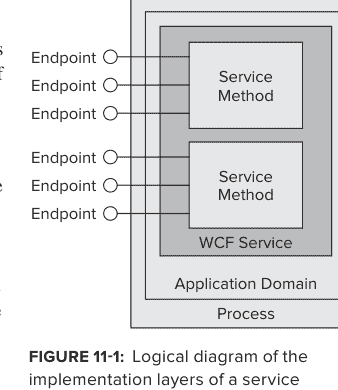 Endpoint
Endpoint
Endpoint
Service
Method
Endpoint
Endpoint
Endpoint
Service
Method
WCF Service
Application Domain
Process
FIGURE 11-1: Logical diagram of the
implementation layers of a service